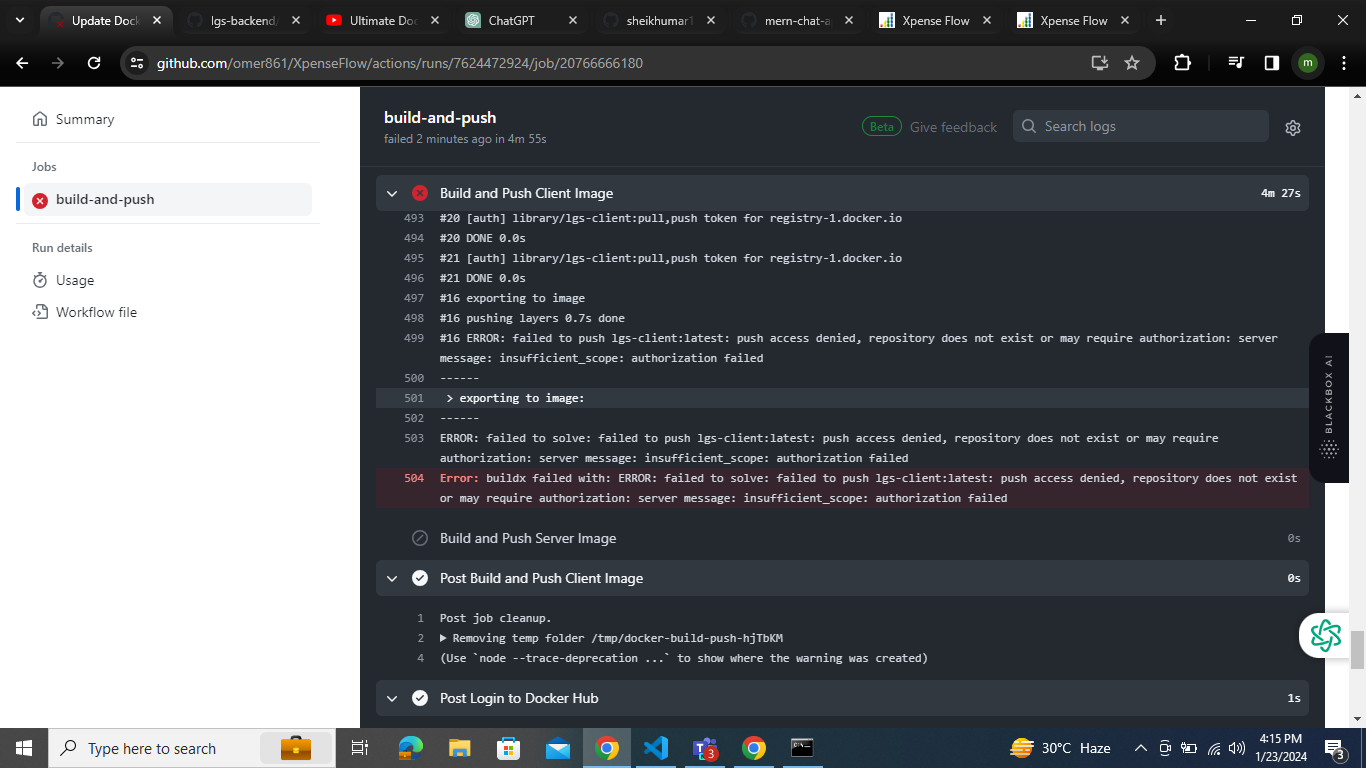 Update Dock
lgs-backend/
Ultimate Doc
ChatGPT
sheikhumar1
mern-chat-a
Xpense Flow
Xpense Flow
github.com/omer861/XpenseFlow/actions/runs/7624472924/job/20766666180
m
Summary
Jobs
build-and-push
Run details
Usage
Workflow file
build-and-push
failed 2 minutes ago in 4m 55s
Beta Give feedback
Search logs
Build and Push Client Image 4m 27s
493 #20 [auth] library/lgs-client:pull,push token for registry-1.docker.io
494 #20 DONE 0.0s
495 #21 [auth] library/lgs-client:pull,push token for registry-1.docker.io
496 #21 DONE 0.0s
497 #16 exporting to image
498 #16 pushing layers 0.7s done
499 #16 ERROR: failed to push lgs-client:latest: push access denied, repository does not exist or may require authorization: server
message: insufficient_scope: authorization failed
500 ------
501 > exporting to image:
502 ------
503 ERROR: failed to solve: failed to push lgs-client:latest: push access denied, repository does not exist or may require
authorization: server message: insufficient_scope: authorization failed
504 Error: buildx failed with: ERROR: failed to solve: failed to push lgs-client:latest: push access denied, repository does not exist
or may require authorization: server message: insufficient_scope: authorization failed
Build and Push Server Image 0s
Post Build and Push Client Image 0s
1 Post job cleanup.
2 Removing temp folder /tmp/docker-build-push-hjTbKM
4 (Use `node --trace-deprecation ...` to show where the warning was created)
Post Login to Docker Hub 1s
BLACKBOX AI
Type here to search
3
30°C Haze
4:15 PM
1/23/2024
3